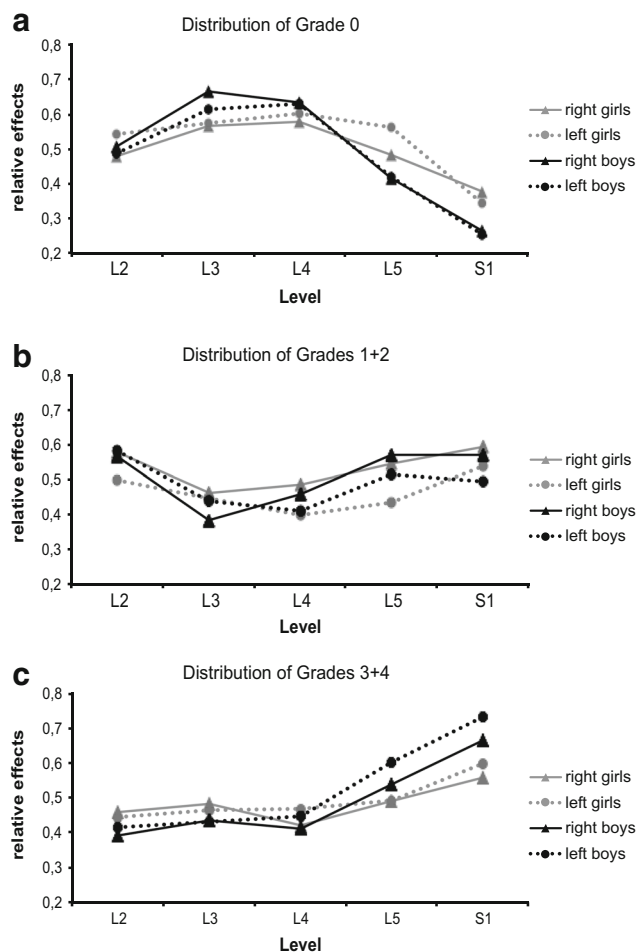 a
Distribution of Grade 0
0,8
0,7
0,6
0,5
0,4
0,3
0,2
relative effects
L2 L3 L4 L5 S1
Level
right girls
left girls
right boys
left boys
b
Distribution of Grades 1+2
0,8
0,7
0,6
0,5
0,4
0,3
0,2
relative effects
L2 L3 L4 L5 S1
Level
right girls
left girls
right boys
left boys
c
Distribution of Grades 3+4
0,8
0,7
0,6
0,5
0,4
0,3
0,2
relative effects
L2 L3 L4 L5 S1
Level
right girls
left girls
right boys
left boys